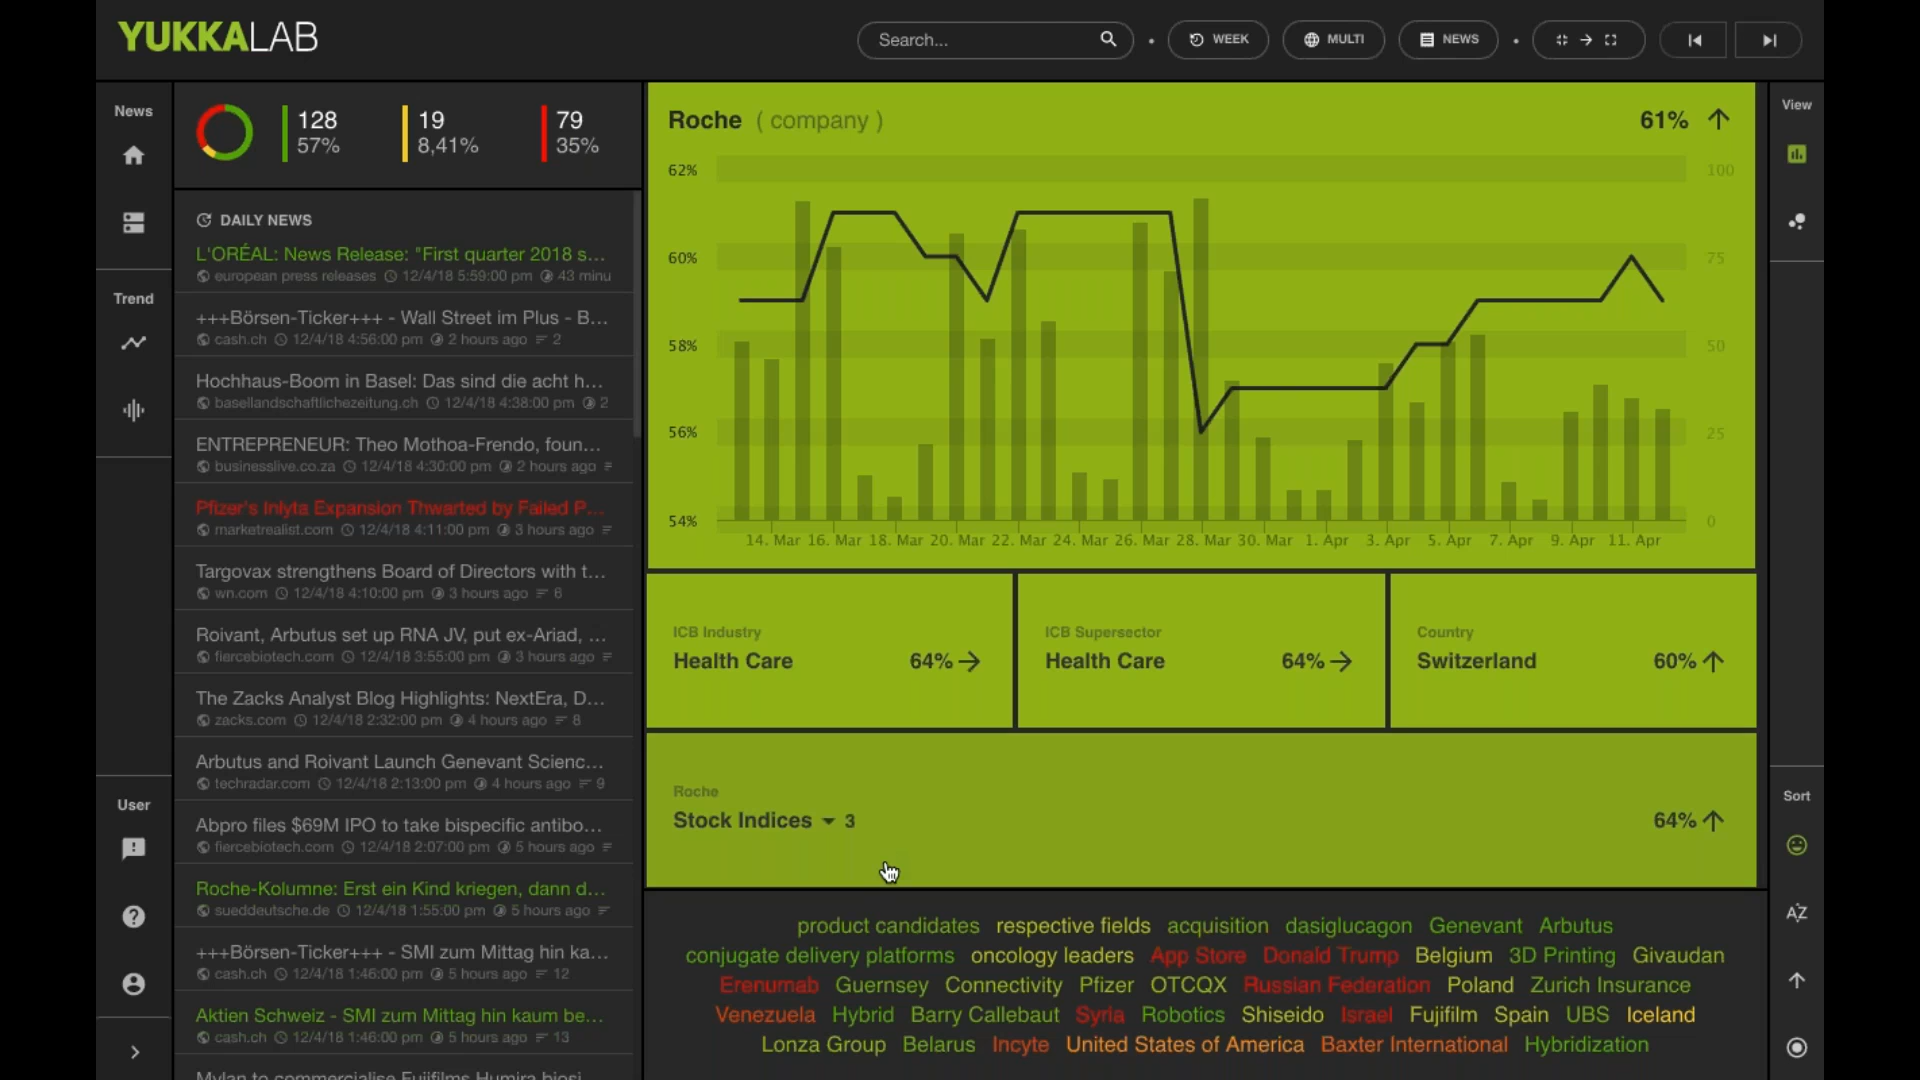 YUKKALAB
Search...
WEEK
MULTI
NEWS
News
Trend
User
128
57%
19
8,41%
79
35%
DAILY NEWS
L'ORÉAL: News Release: "First quarter 2018 s...
european press releases 12/4/18 5:59:00 pm 43 minu
+++Börsen-Ticker+++ - Wall Street im Plus - B...
cash.ch 12/4/18 4:56:00 pm 2 hours ago 2
Hochhaus-Boom in Basel: Das sind die acht h...
basellandschaftlichezeitung.ch 12/4/18 4:38:00 pm 2
ENTREPRENEUR: Theo Mothoa-Frendo, foun...
businesslive.co.za 12/4/18 4:30:00 pm 2 hours ago
Pfizer's Inlyta Expansion Thwarted by Failed P...
marketrealist.com 12/4/18 4:11:00 pm 3 hours ago
Targovax strengthens Board of Directors with t...
wn.com 12/4/18 4:10:00 pm 3 hours ago 6
Roivant, Arbutus set up RNA JV, put ex-Ariad, ...
fiercebiotech.com 12/4/18 3:55:00 pm 3 hours ago
The Zacks Analyst Blog Highlights: NextEra, D...
zacks.com 12/4/18 2:32:00 pm 4 hours ago 8
Arbutus and Roivant Launch Genevant Scienc...
techradar.com 12/4/18 2:13:00 pm 4 hours ago 9
Abpro files $69M IPO to take bispecific antibo...
fiercebiotech.com 12/4/18 2:07:00 pm 5 hours ago
Roche-Kolumne: Erst ein Kind kriegen, dann d...
sueddeutsche.de 12/4/18 1:55:00 pm 5 hours ago
+++Börsen-Ticker+++ - SMI zum Mittag hin ka...
cash.ch 12/4/18 1:46:00 pm 5 hours ago 12
Aktien Schweiz - SMI zum Mittag hin kaum be...
cash.ch 12/4/18 1:46:00 pm 5 hours ago 13
Mylan to commercialise Fujifilms Humira biosi...
Roche ( company )
61%
62%
60%
58%
56%
54%
100
75
50
25
0
14. Mar 16. Mar 18. Mar 20. Mar 22. Mar 24. Mar 26. Mar 28. Mar 30. Mar 1. Apr 3. Apr 5. Apr 7. Apr 9. Apr 11. Apr
ICB Industry
Health Care 64%
ICB Supersector
Health Care 64%
Country
Switzerland 60%
Roche
Stock Indices 3
64%
product candidates respective fields acquisition dasiglucagon Genevant Arbutus
conjugate delivery platforms oncology leaders App Store Donald Trump Belgium 3D Printing Givaudan
Erenumab Guernsey Connectivity Pfizer OTCQX Russian Federation Poland Zurich Insurance
Venezuela Hybrid Barry Callebaut Syria Robotics Shiseido Israel Fujifilm Spain UBS Iceland
Lonza Group Belarus Incyte United States of America Baxter International Hybridization
View
Sort
AZ